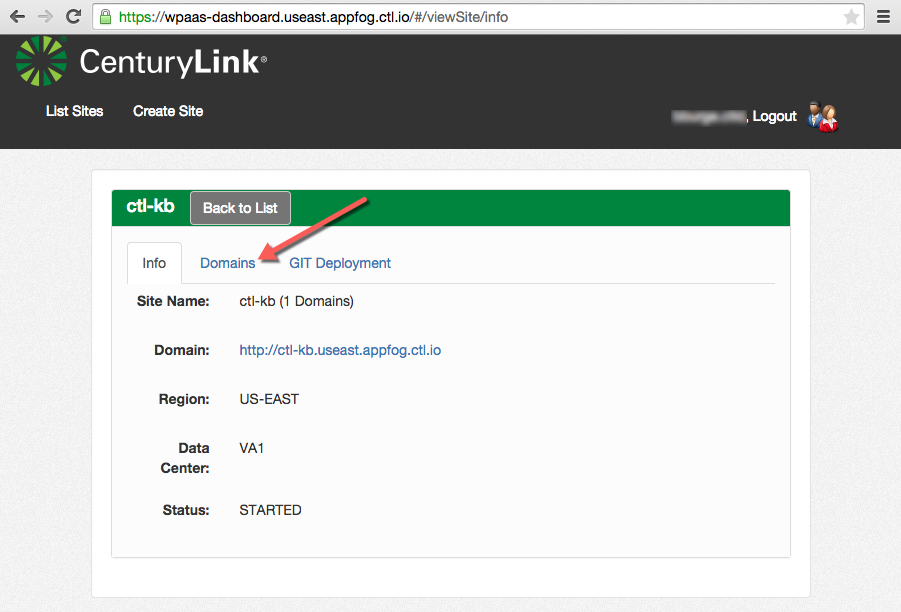 https://wpaas-dashboard.useast.appfog.ctl.io/#/viewSite/info
CenturyLink®
List Sites Create Site
, Logout
ctl-kb Back to List
Info Domains GIT Deployment
Site Name: ctl-kb (1 Domains)
Domain: http://ctl-kb.useast.appfog.ctl.io
Region: US-EAST
Data VA1
Center:
Status: STARTED